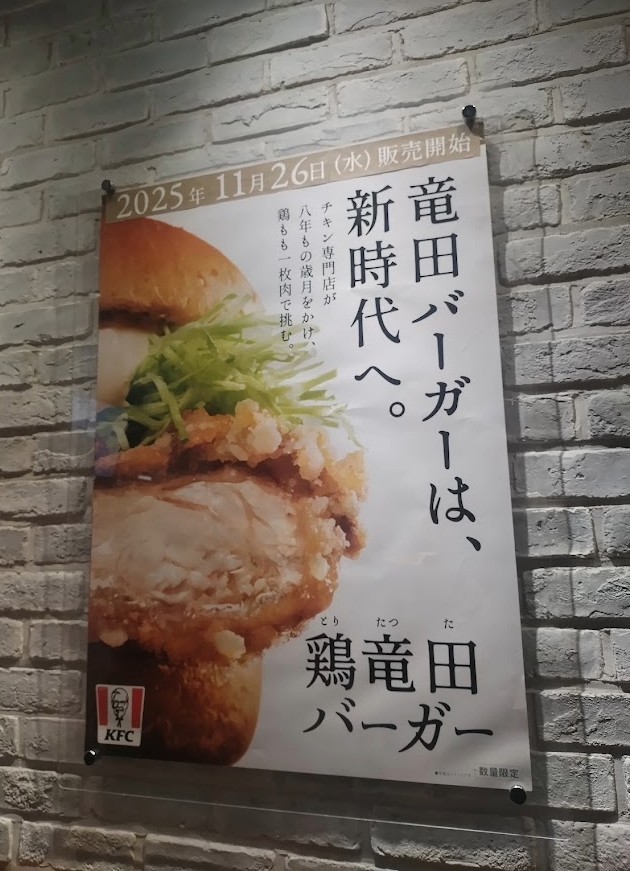 2025年 11月26日（水）販売開始
竜田バーガーは、
新時代へ。
チキン専門店が
八年もの歳月をかけ、
鶏もも一枚肉で挑む。
とり たつ た
鶏竜田
バーガー
KFC
数量限定